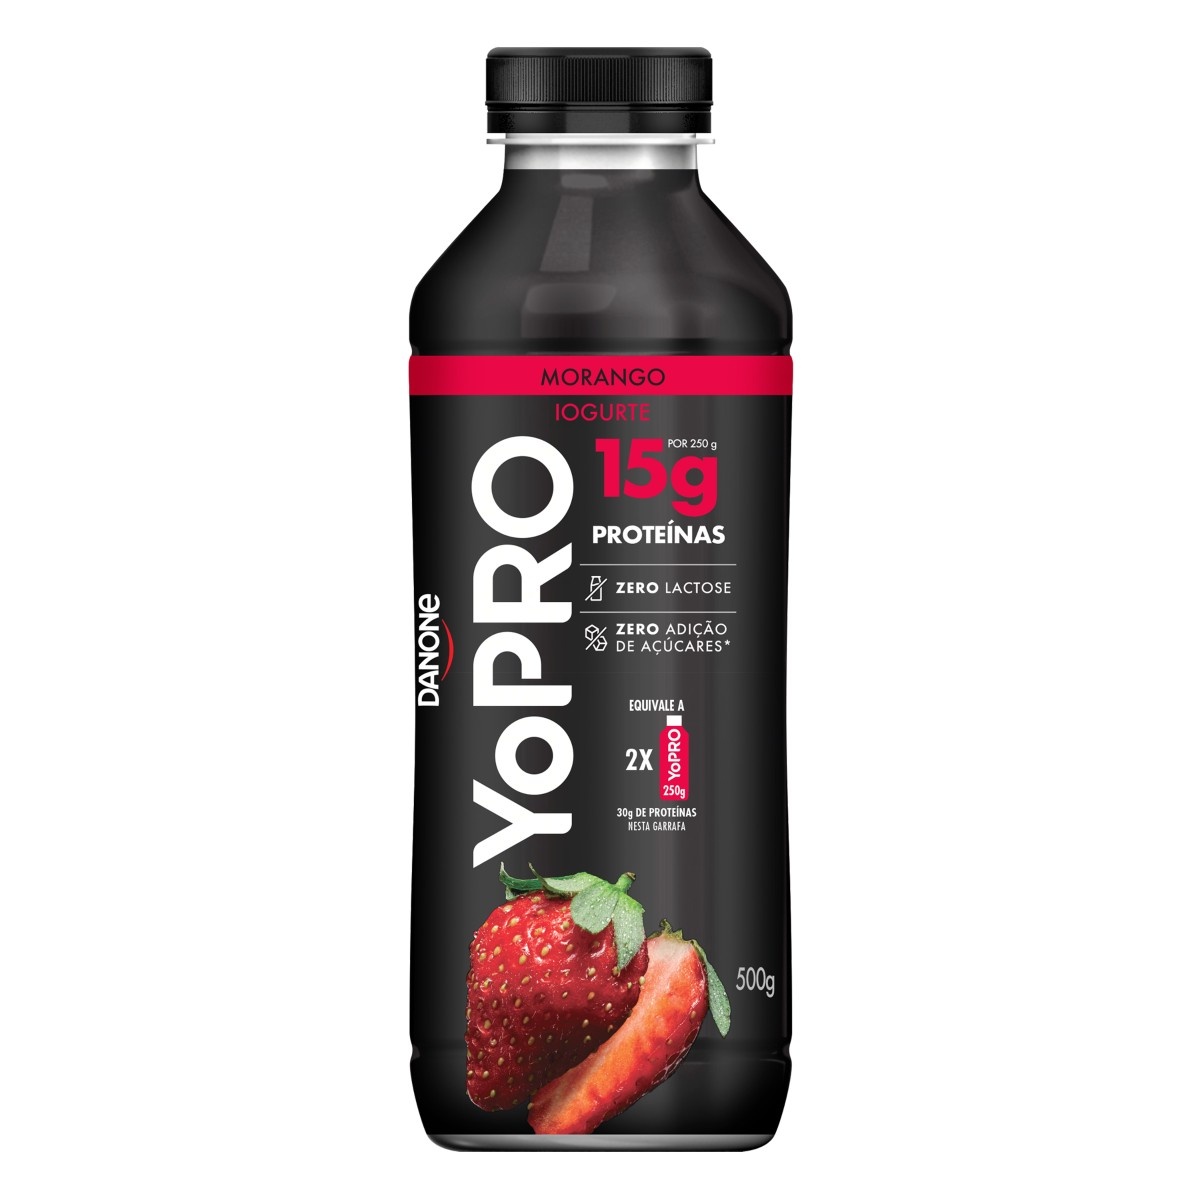 MORANGO
IOGURTE
DANONE
YoPRO
15g
POR 250 g
PROTEÍNAS
ZERO LACTOSE
ZERO ADIÇÃO
DE AÇÚCARES*
EQUIVALE A
2X
YoPRO
250g
30g DE PROTEÍNAS
NESTA GARRAFA
500g